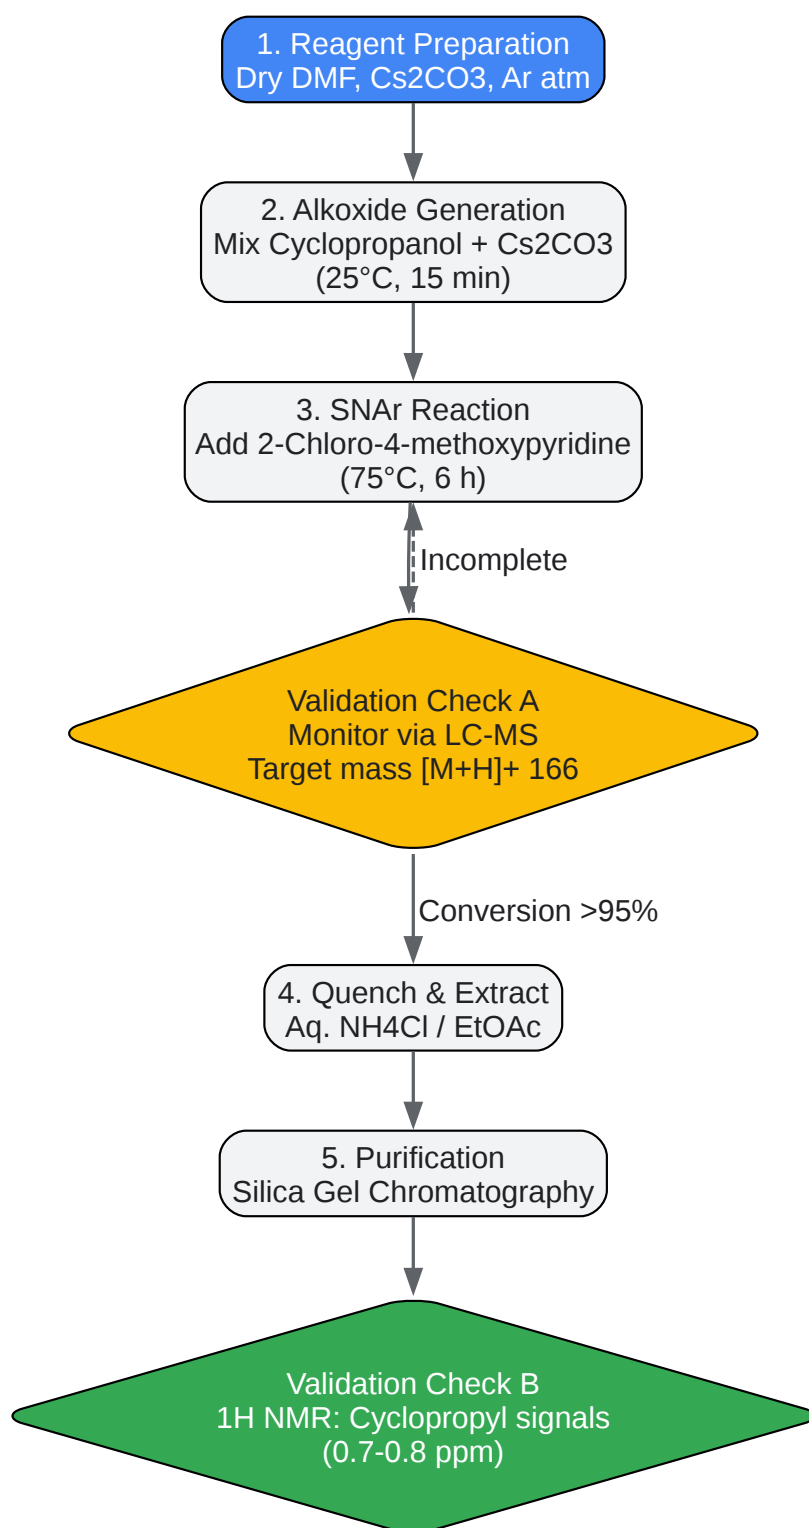 1. Reagent Preparation
Dry DMF, Cs2CO3, Ar atm
2. Alkoxide Generation
Mix Cyclopropanol + Cs2CO3
(25°C, 15 min)
3. SNAr Reaction
Add 2-Chloro-4-methoxypyridine
(75°C, 6 h)
Incomplete
Validation Check A
Monitor via LC-MS
Target mass [M+H]+ 166
Conversion >95%
4. Quench & Extract
Aq. NH4Cl / EtOAc
5. Purification
Silica Gel Chromatography
Validation Check B
1H NMR: Cyclopropyl signals
(0.7-0.8 ppm)